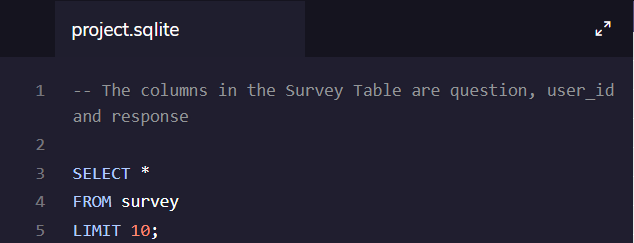 project.sqlite
1 -- The columns in the Survey Table are question, user_id
and response
2
3 SELECT *
4 FROM survey
5 LIMIT 10;